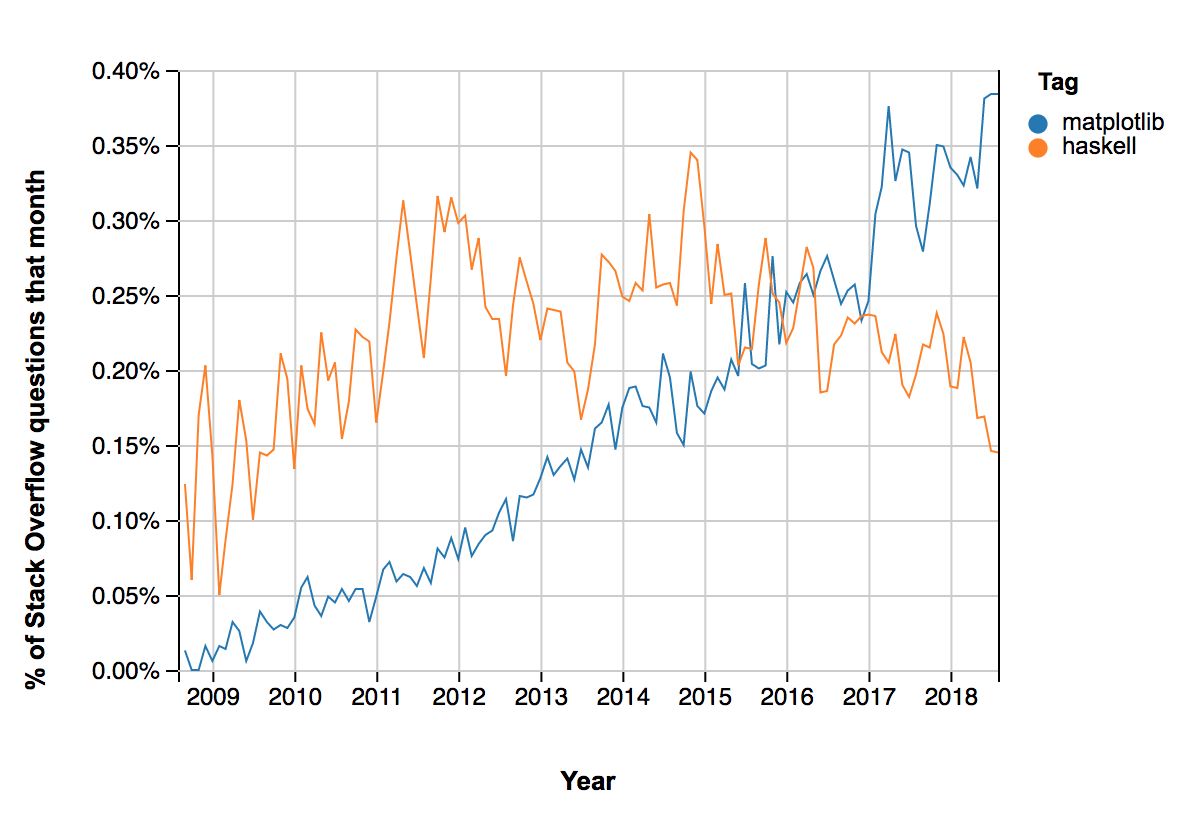 % of Stack Overflow questions that month
0.40%
0.35%
0.30%
0.25%
0.20%
0.15%
0.10%
0.05%
0.00%
2009 2010 2011 2012 2013 2014 2015 2016 2017 2018
Year
Tag
matplotlib
haskell